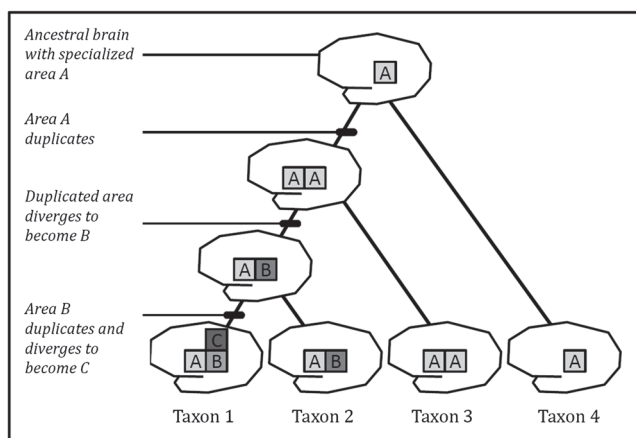 Ancestral brain
with specialized
area A
A
Area A
duplicates
A A
Duplicated area
diverges to
become B
A B
Area B
duplicates and
diverges to
become C
C
A B
A B
A A
A
Taxon 1
Taxon 2
Taxon 3
Taxon 4